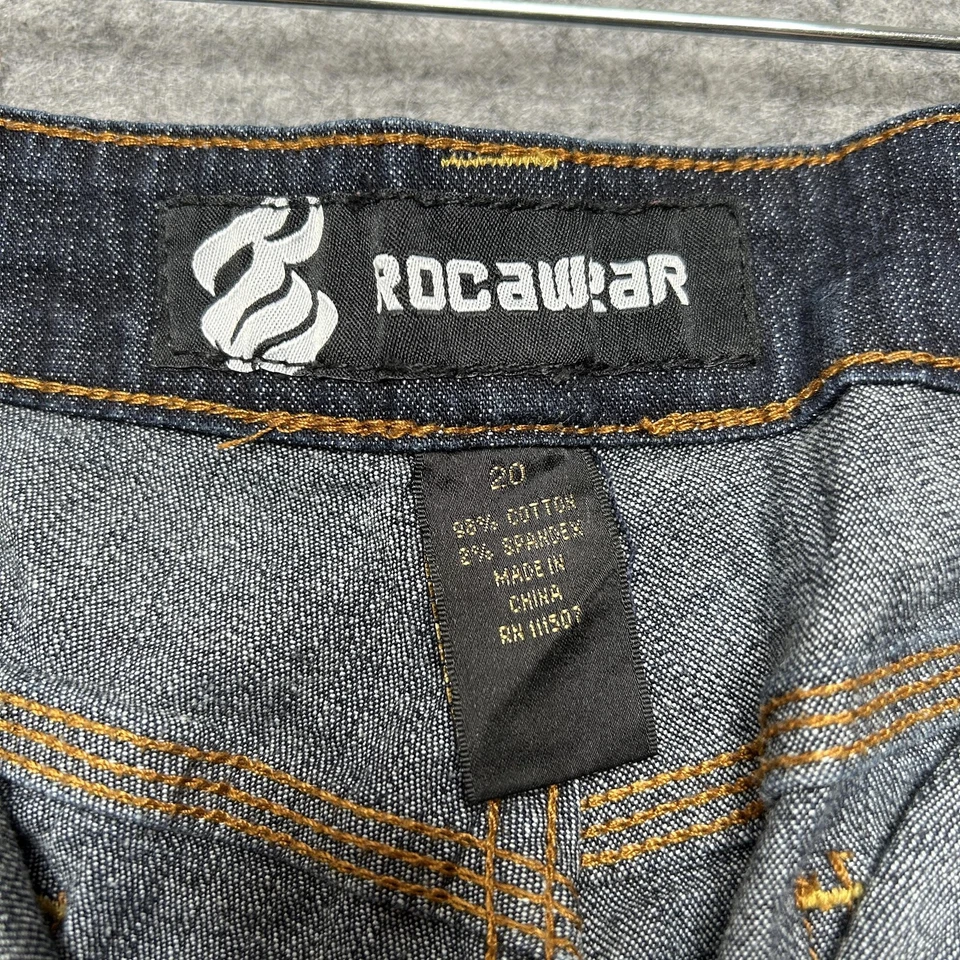 ROCAWEAR
20
98% COTTON
2% SPANDEX
MADE IN
CHINA
RN 111507